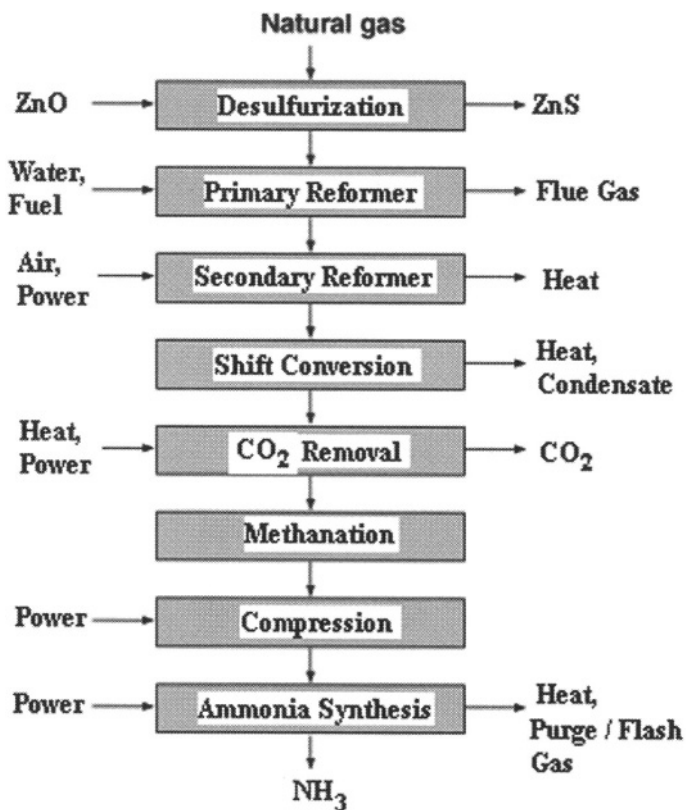 Natural gas
ZnO
Desulfurization
ZnS
Water,
Fuel
Primary Reformer
Flue Gas
Air,
Power
Secondary Reformer
Heat
Shift Conversion
Heat,
Condensate
Heat,
Power
CO₂ Removal
CO₂
Methanation
Power
Compression
Power
Ammonia Synthesis
Heat,
Purge / Flash
Gas
NH₃